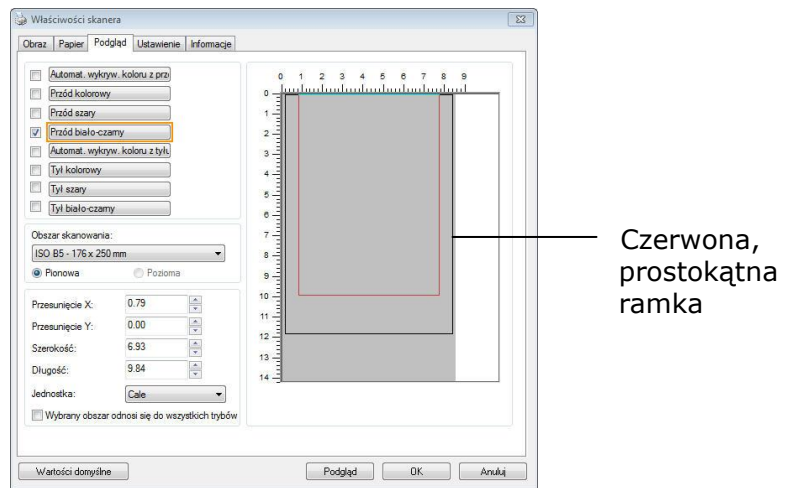 Właściwości skanera
Obraz Papier Podgląd Ustawienie Informacje
Automat. wykryw. koloru z prz
Przód kolorowy
Przód szary
Przód biało-czarny
Automat. wykryw. koloru z tyłu
Tył kolorowy
Tył szary
Tył biało-czarny
Obszar skanowania:
ISO B5 - 176 x 250 mm
Pionowa Pozioma
Przesunięcie X: 0.79
Przesunięcie Y: 0.00
Szerokość: 6.93
Długość: 9.84
Jednostka: Cale
Wybrany obszar odnosi się do wszystkich trybów
0 1 2 3 4 5 6 7 8 9
0
1
2
3
4
5
6
7
8
9
10
11
12
13
14
Czerwona,
prostokątna
ramka
Wartości domyślne Podgląd OK Anuluj